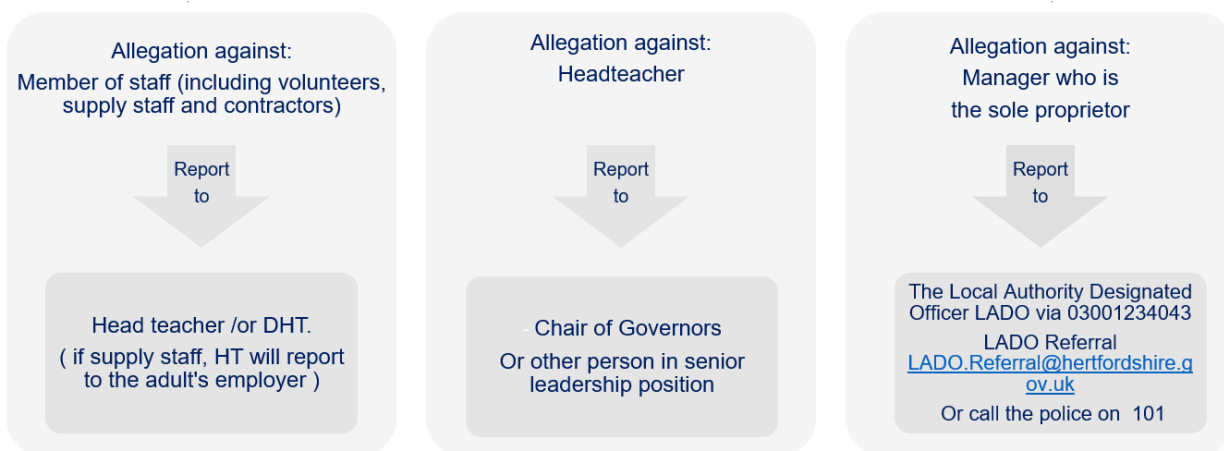 Allegation against:
Member of staff (including volunteers,
supply staff and contractors)
Report
to
Head teacher /or DHT.
( if supply staff, HT will report
to the adult's employer )
Allegation against:
Headteacher
Report
to
- Chair of Governors
Or other person in senior
leadership position
Allegation against:
Manager who is
the sole proprietor
Report
to
The Local Authority Designated
Officer LADO via 03001234043
LADO Referral
LADO.Referral@hertfordshire.g
ov.uk
Or call the police on  101